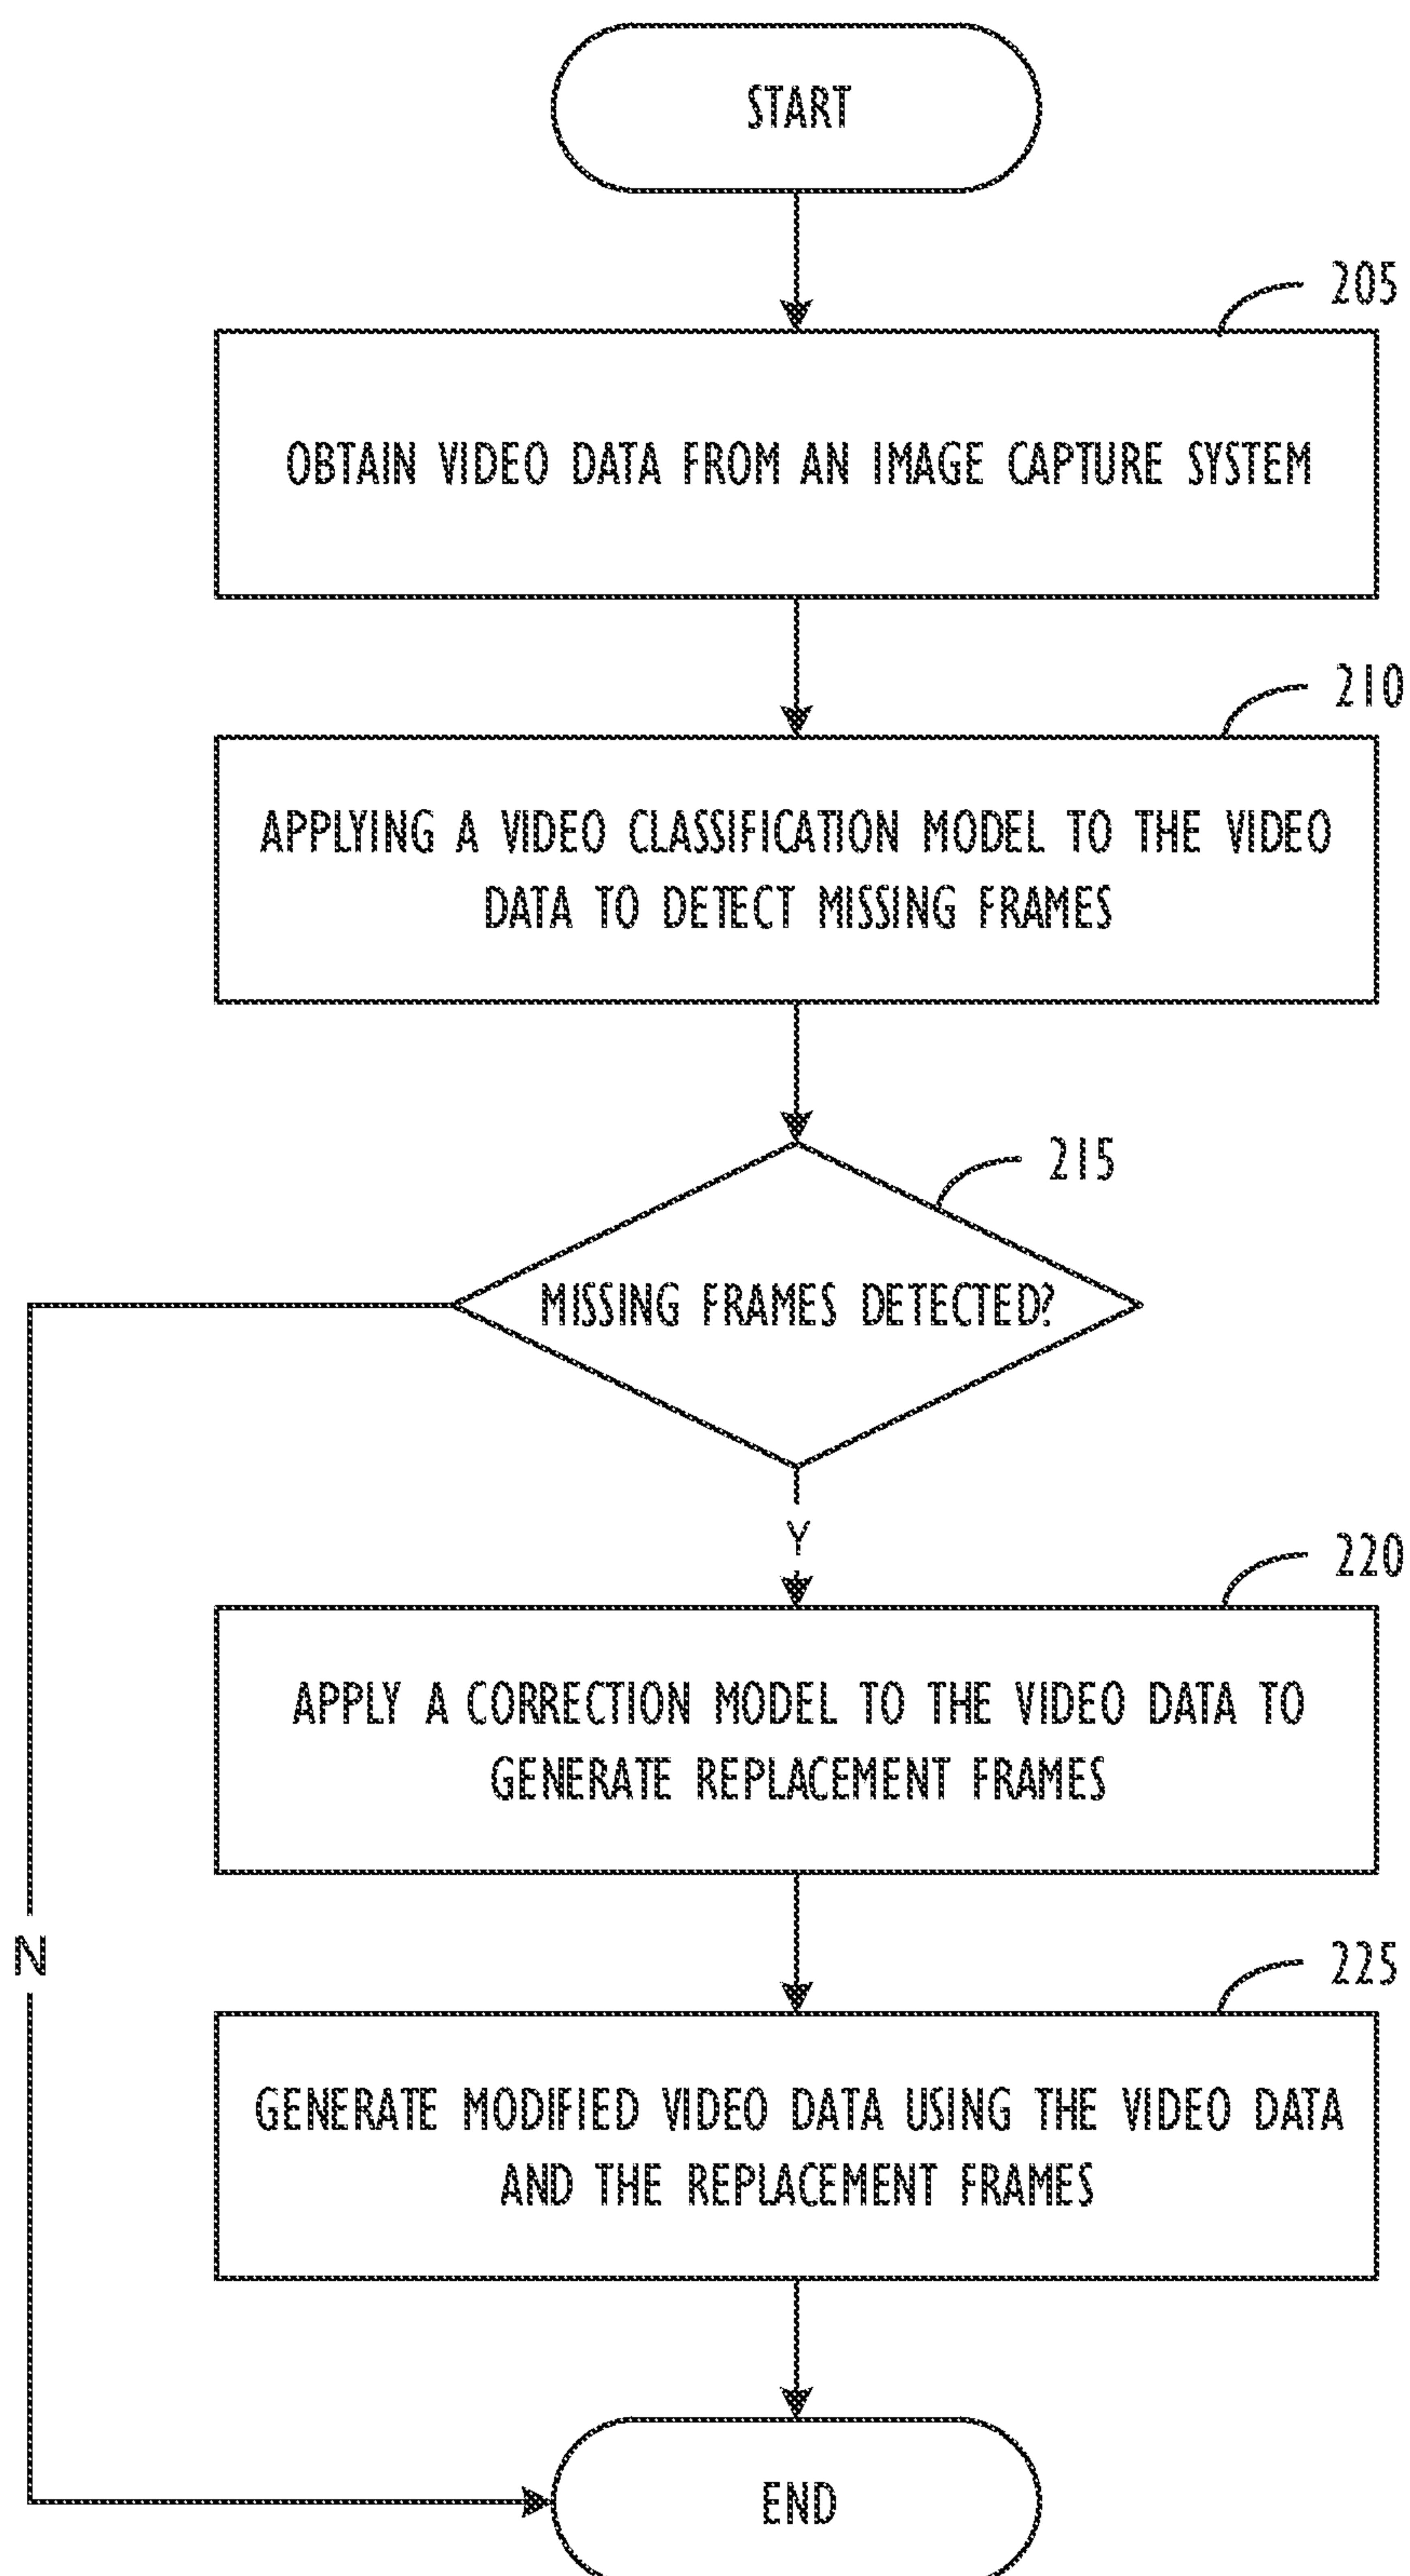 START
205
OBTAIN VIDEO DATA FROM AN IMAGE CAPTURE SYSTEM
210
APPLYING A VIDEO CLASSIFICATION MODEL TO THE VIDEO
DATA TO DETECT MISSING FRAMES
215
MISSING FRAMES DETECTED?
Y
220
APPLY A CORRECTION MODEL TO THE VIDEO DATA TO
GENERATE REPLACEMENT FRAMES
N
225
GENERATE MODIFIED VIDEO DATA USING THE VIDEO DATA
AND THE REPLACEMENT FRAMES
END